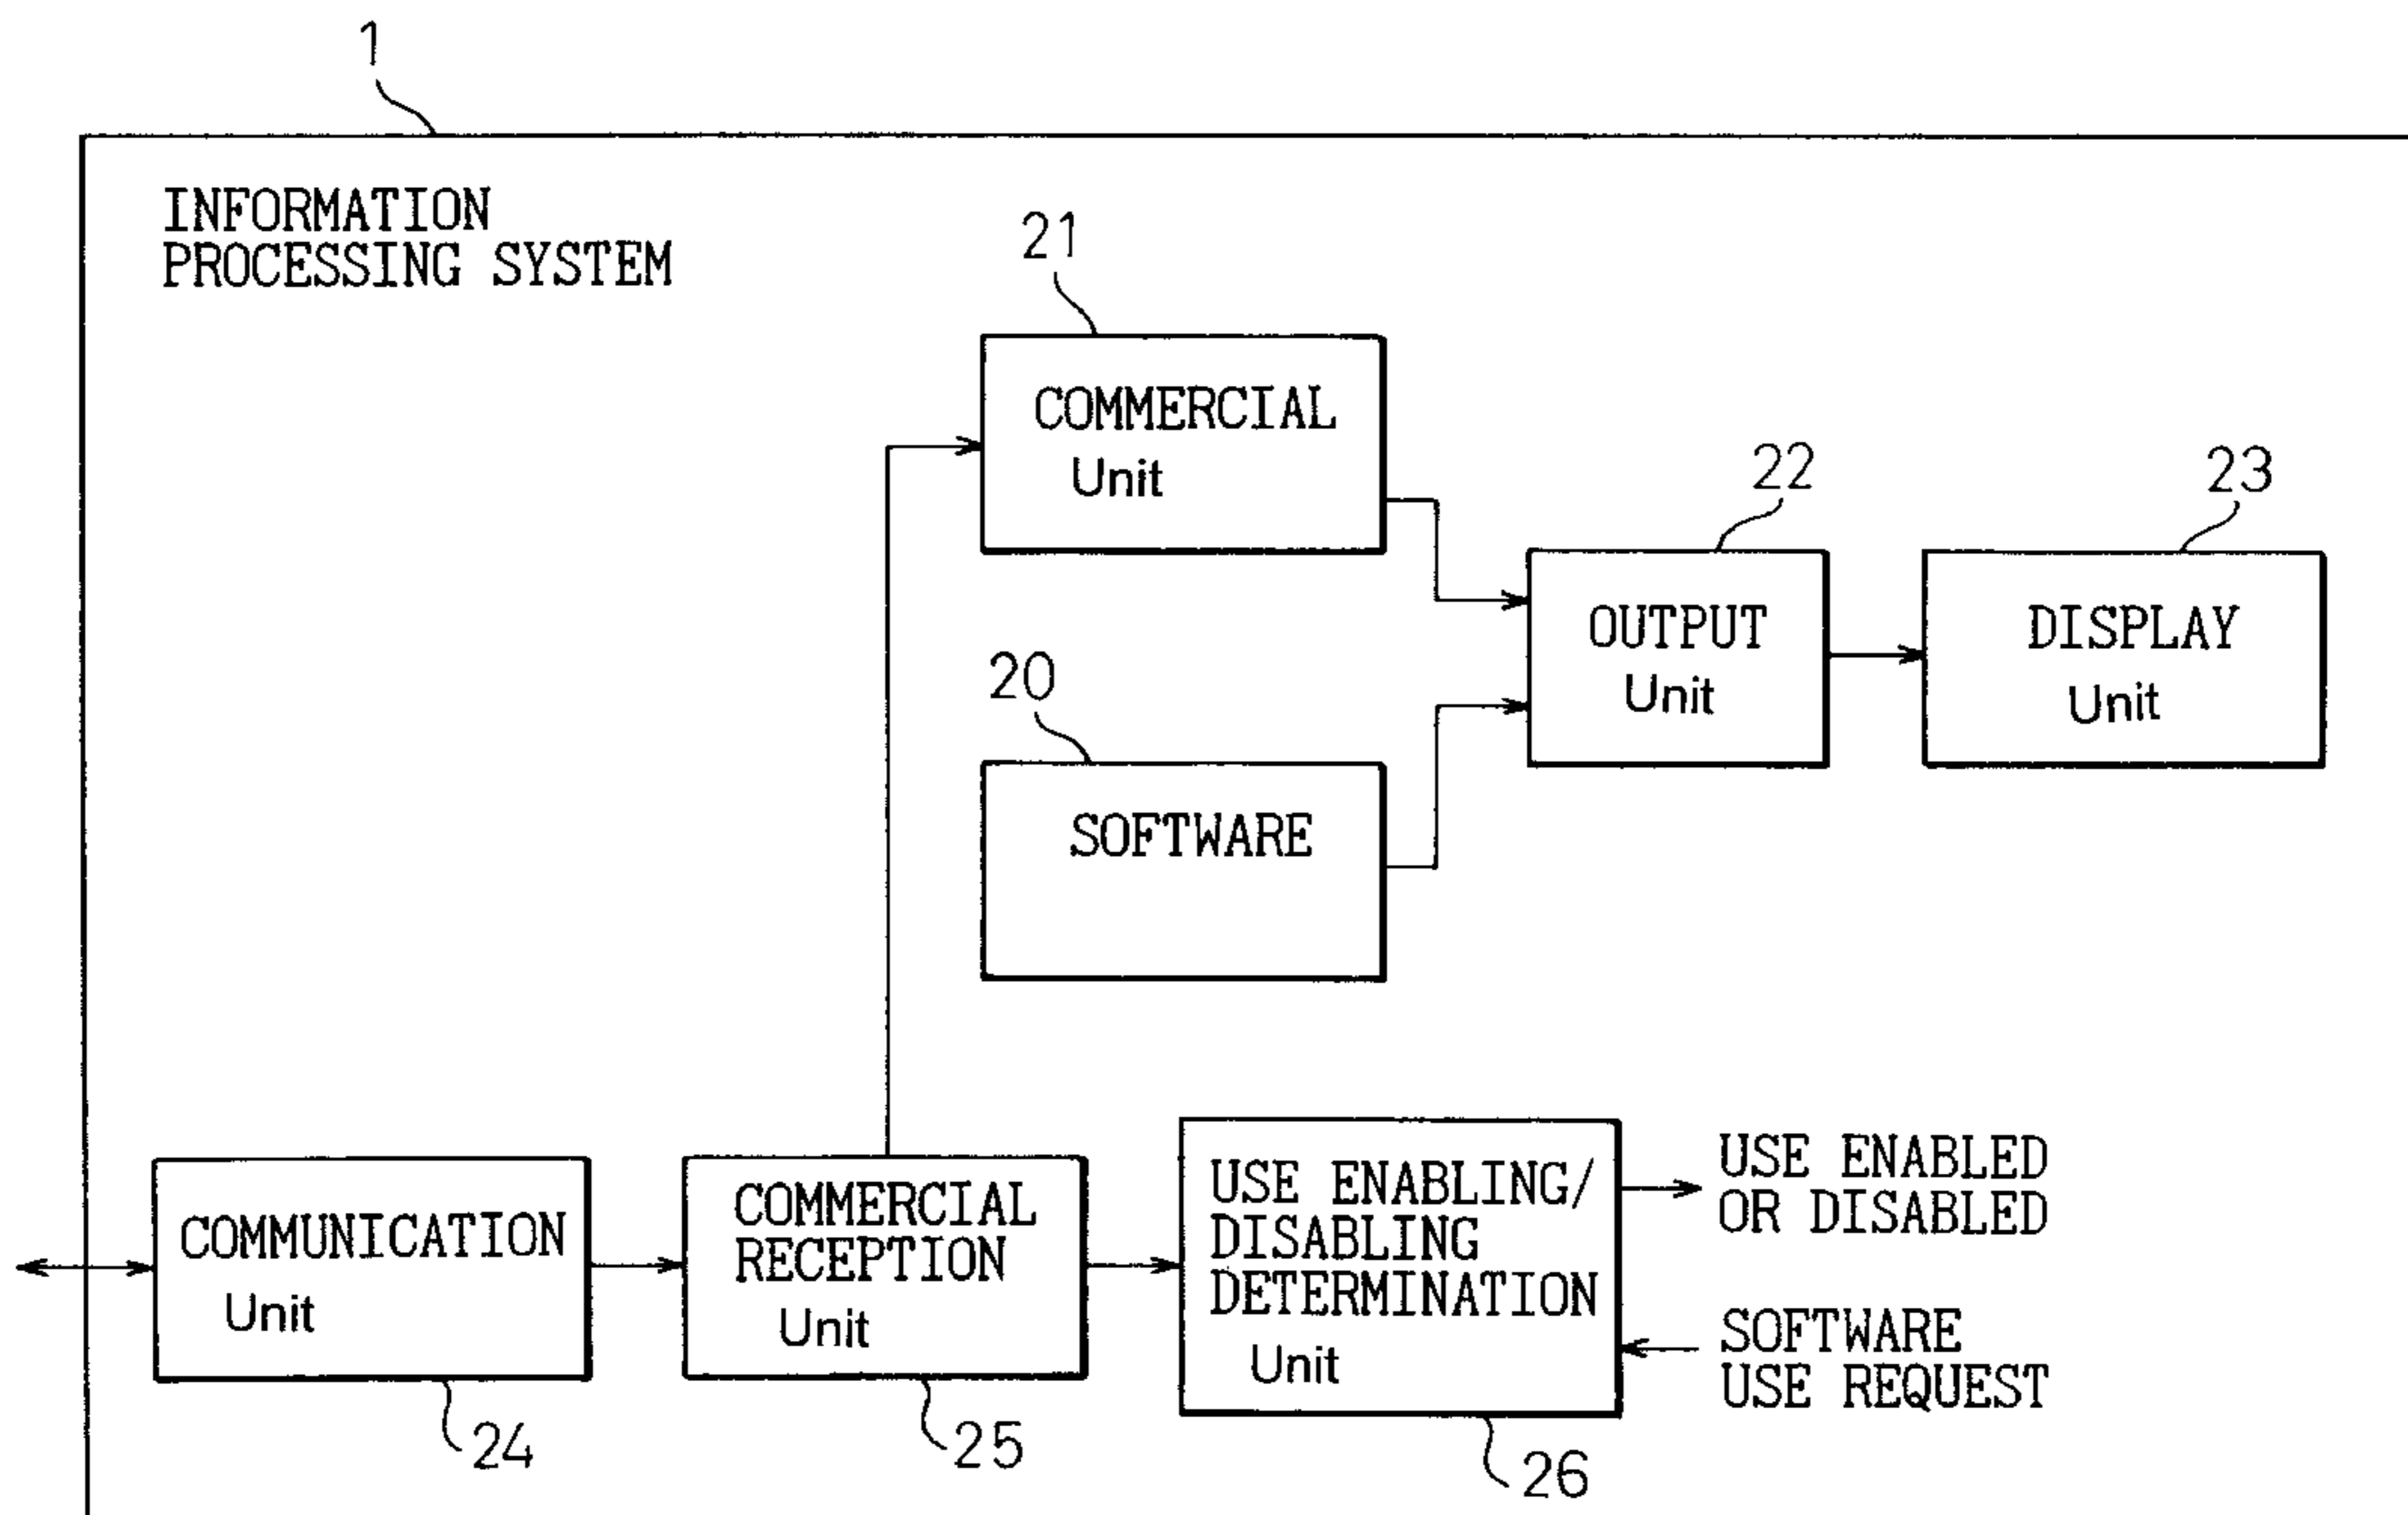 1
INFORMATION
PROCESSING SYSTEM
21
COMMERCIAL
Unit
22
OUTPUT
Unit
23
DISPLAY
Unit
20
SOFTWARE
COMMUNICATION
Unit
24
COMMERCIAL
RECEPTION
Unit
25
USE ENABLING/
DISABLING
DETERMINATION
Unit
26
USE ENABLED
OR DISABLED
SOFTWARE
USE REQUEST